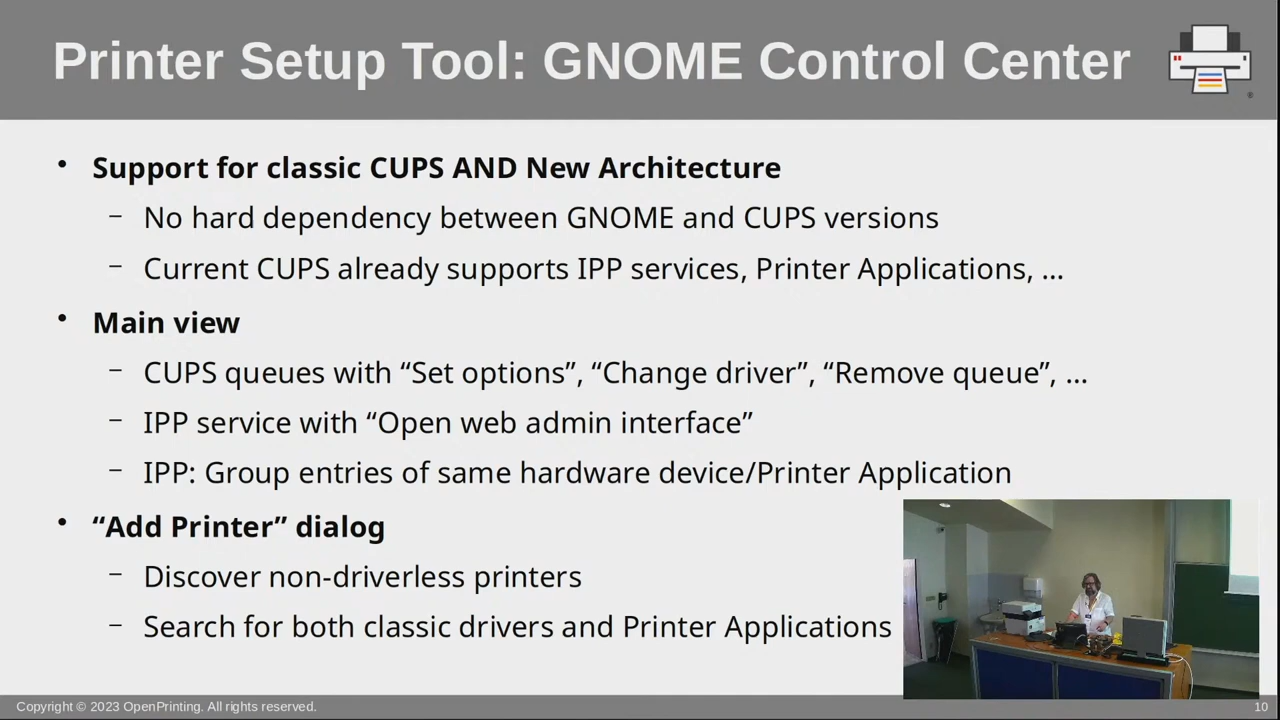 Printer Setup Tool: GNOME Control Center
®
• Support for classic CUPS AND New Architecture
– No hard dependency between GNOME and CUPS versions
– Current CUPS already supports IPP services, Printer Applications, ...
• Main view
– CUPS queues with “Set options”, “Change driver”, “Remove queue”, ...
– IPP service with “Open web admin interface”
– IPP: Group entries of same hardware device/Printer Application
• “Add Printer” dialog
– Discover non-driverless printers
– Search for both classic drivers and Printer Applications
Copyright © 2023 OpenPrinting. All rights reserved.
10